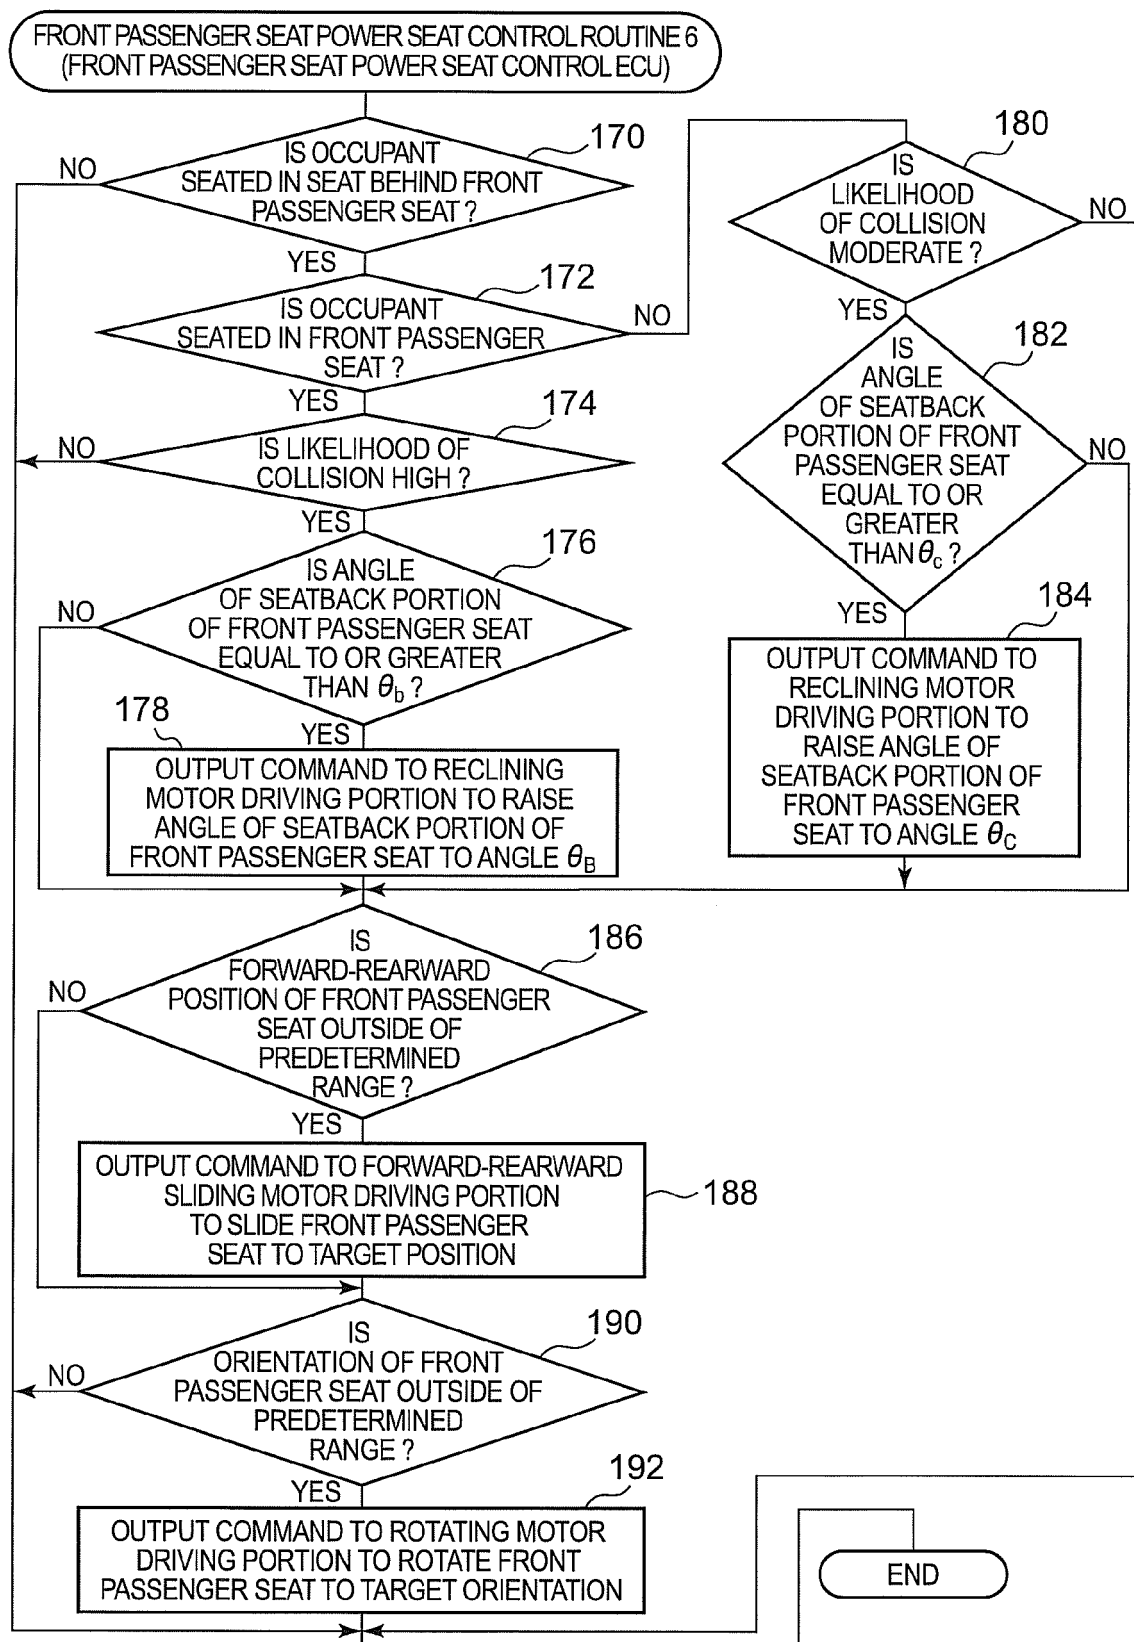 FRONT PASSENGER SEAT POWER SEAT CONTROL ROUTINE 6
(FRONT PASSENGER SEAT POWER SEAT CONTROL ECU)
170
NO
IS OCCUPANT
SEATED IN SEAT BEHIND FRONT
PASSENGER SEAT ?
YES
172
IS OCCUPANT
SEATED IN FRONT PASSENGER
SEAT ?
NO
YES
174
NO
IS LIKELIHOOD OF
COLLISION HIGH ?
YES
176
IS ANGLE
OF SEATBACK PORTION
OF FRONT PASSENGER SEAT
EQUAL TO OR GREATER
THAN θb ?
NO
YES
178
OUTPUT COMMAND TO RECLINING
MOTOR DRIVING PORTION TO RAISE
ANGLE OF SEATBACK PORTION OF
FRONT PASSENGER SEAT TO ANGLE θB
180
IS
LIKELIHOOD
OF COLLISION
MODERATE ?
NO
YES
182
IS
ANGLE
OF SEATBACK
PORTION OF FRONT
PASSENGER SEAT
EQUAL TO OR
GREATER
THAN θc ?
NO
YES
184
OUTPUT COMMAND TO
RECLINING MOTOR
DRIVING PORTION TO
RAISE ANGLE OF
SEATBACK PORTION OF
FRONT PASSENGER
SEAT TO ANGLE θC
186
IS
FORWARD-REARWARD
POSITION OF FRONT PASSENGER
SEAT OUTSIDE OF
PREDETERMINED
RANGE ?
NO
YES
OUTPUT COMMAND TO FORWARD-REARWARD
SLIDING MOTOR DRIVING PORTION
TO SLIDE FRONT PASSENGER
SEAT TO TARGET POSITION
188
190
IS
ORIENTATION OF FRONT
PASSENGER SEAT OUTSIDE OF
PREDETERMINED
RANGE ?
NO
YES
192
OUTPUT COMMAND TO ROTATING MOTOR
DRIVING PORTION TO ROTATE FRONT
PASSENGER SEAT TO TARGET ORIENTATION
END